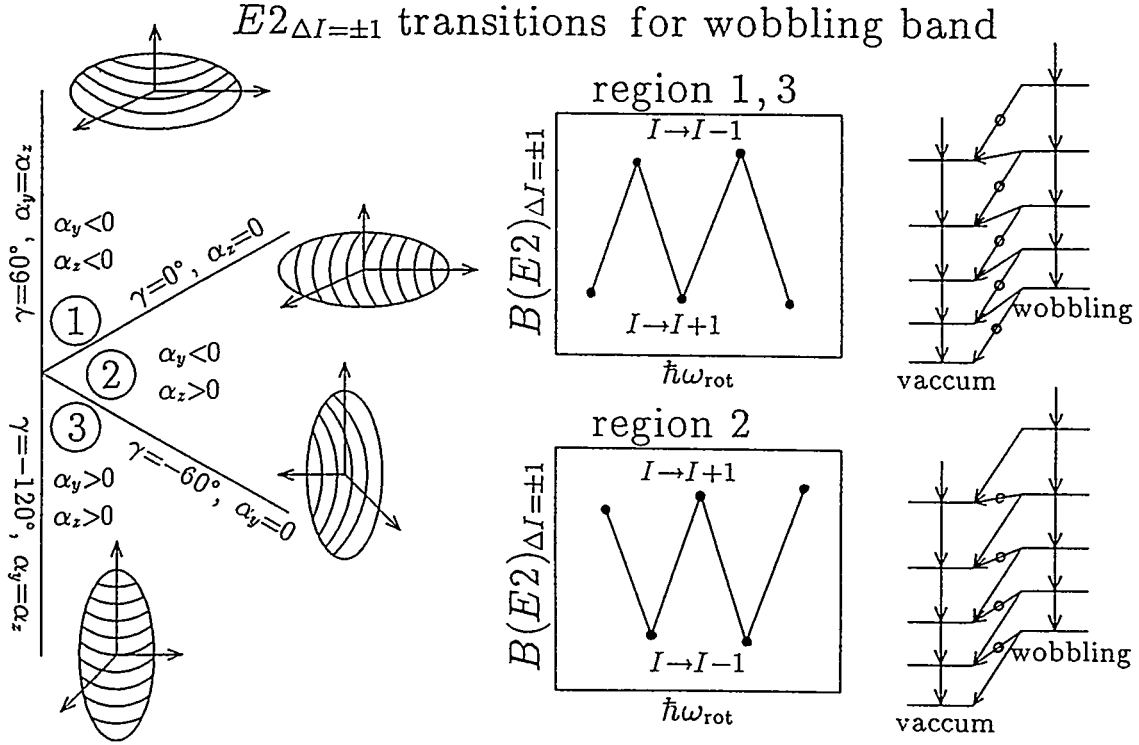 E2ΔI=±1 transitions for wobbling band
γ=60°, αy=αz
αy<0
αz<0
1
γ=0°, αz=0
2
αy<0
αz>0
3
γ=−60°, αy=0
αy>0
αz>0
γ=−120°, αy=αz
region 1, 3
B(E2)ΔI=±1
I→I−1
I→I+1
ħωrot
region 2
B(E2)ΔI=±1
I→I+1
I→I−1
ħωrot
wobbling
vaccum
wobbling
vaccum